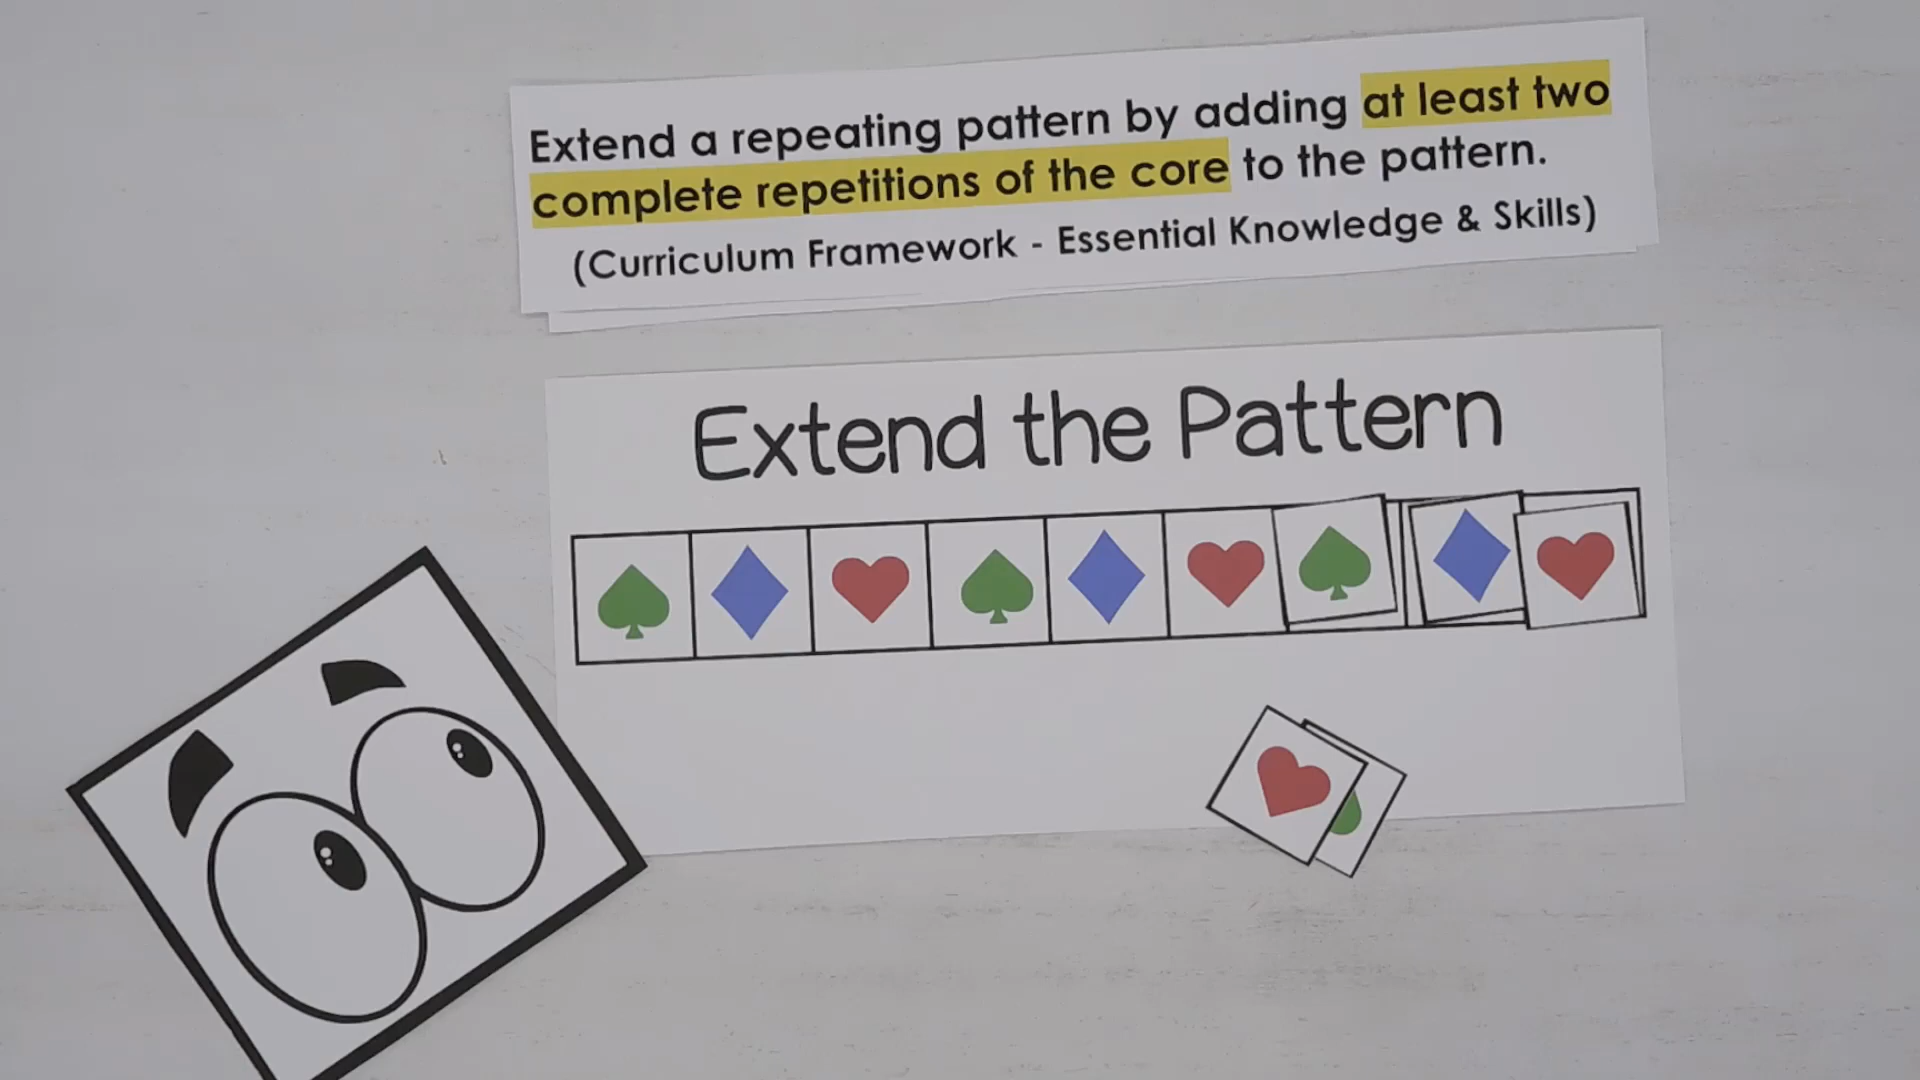 Extend a repeating pattern by adding at least two
complete repetitions of the core to the pattern.
(Curriculum Framework - Essential Knowledge & Skills)
Extend the Pattern